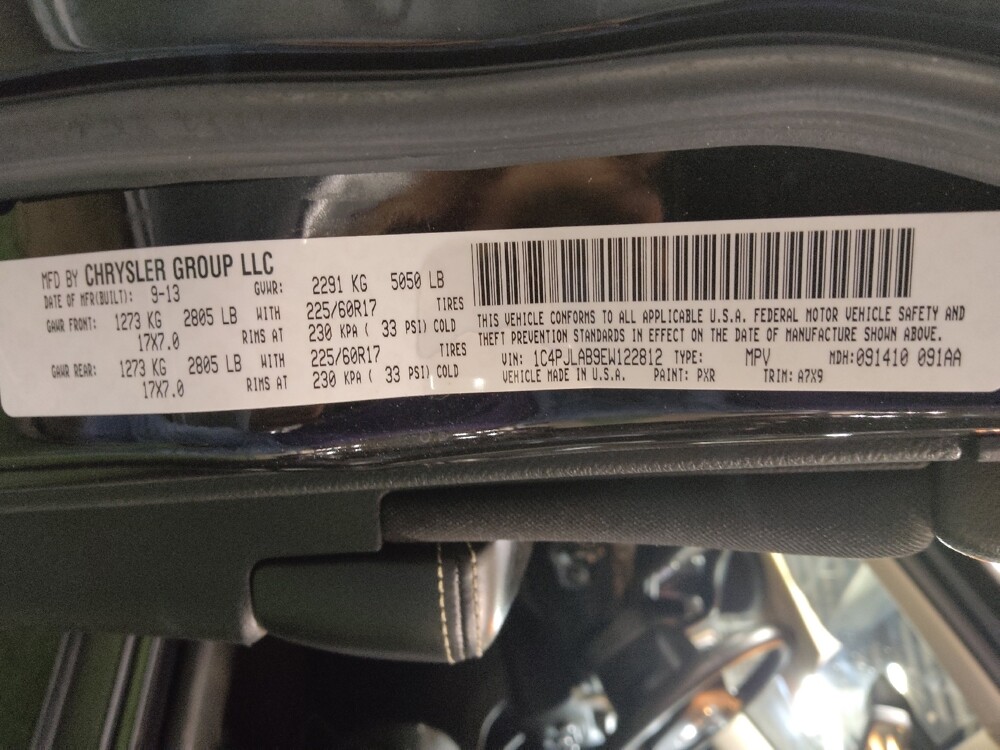 MFD BY CHRYSLER GROUP LLC
DATE OF MFR(BUILT): 9-13 GVWR: 2291 KG 5050 LB
GAWR FRONT: 1273 KG 2805 LB WITH 225/60R17 TIRES
17X7.0 RIMS AT 230 KPA ( 33 PSI) COLD
GAWR REAR: 1273 KG 2805 LB WITH 225/60R17 TIRES
17X7.0 RIMS AT 230 KPA ( 33 PSI) COLD
THIS VEHICLE CONFORMS TO ALL APPLICABLE U.S.A. FEDERAL MOTOR VEHICLE SAFETY AND
THEFT PREVENTION STANDARDS IN EFFECT ON THE DATE OF MANUFACTURE SHOWN ABOVE.
VIN: 1C4PJLAB9EW122812 TYPE: MPV MDH: 091410 091AA
VEHICLE MADE IN U.S.A. PAINT: PXR TRIM: A7X9